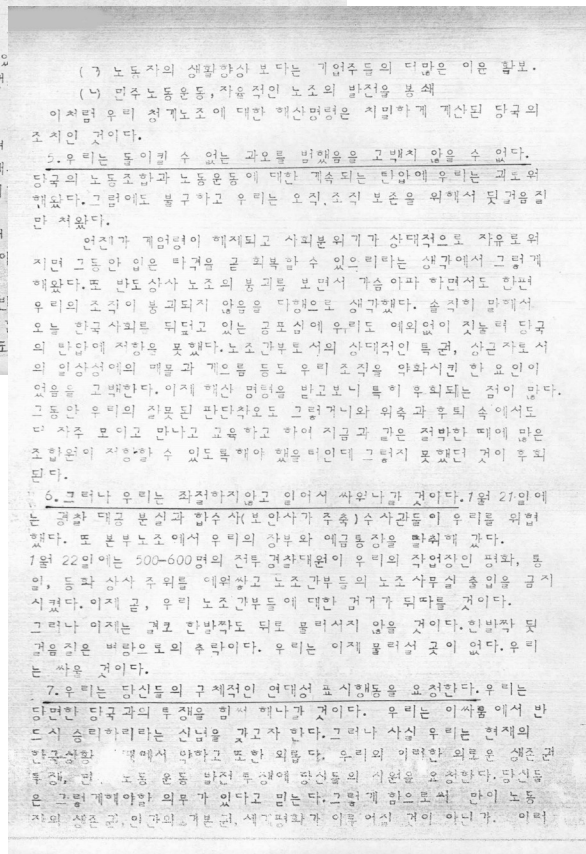 (ㄱ) 노동자의 생활향상 보다는 기업주들의 더많은 이윤 확보.
(ㄴ) 민주노동운동, 자율적인 노조의 발전을 봉쇄
이처럼 우리 청계노조에 대한 해산명령은 치밀하게 계산된 당국의
조치인 것이다.
5. 우리는 돌이킬 수 없는 과오를 범했음을 고백치 않을 수 없다.
당국의 노동조합과 노동운동에 대한 계속되는 탄압에 우리는 괴로워
해왔다. 그럼에도 불구하고 우리는 오직, 조직 보존을 위해서 뒷걸음질
만 쳐왔다.
언젠가 계엄령이 해제되고 사회분위기가 상대적으로 자유로워
지면 그동안 입은 타격을 곧 회복할 수 있으리라는 생각에서 그렇게
해왔다. 또 반도상사 노조의 붕괴를 보면서 가슴아파 하면서도 한편
우리의 조직이 붕괴되지 않음을 다행으로 생각했다. 솔직히 말해서
오늘 한국사회를 뒤덮고 있는 공포심에 우리도 예외없이 짓눌려 당국
의 탄압에 저항을 못했다. 노조간부로서의 상대적인 특권, 상근자로서
의 일상성에의 매몰과 게으름 등도 우리 조직을 약화시킨 한 요인이
었음을 고백한다. 이제 해산 명령을 받고보니 특히 후회되는 점이 많다.
그동안 우리의 잘못된 판단착오도 그렇거니와 위축과 후퇴 속에서도
더 자주 모이고 만나고 교육하고 하여 지금과 같은 절박한 때에 많은
조합원이 저항할 수 있도록해야 했을터인데 그렇지 못했던 것이 후회
된다.
6. 그러나 우리는 좌절하지않고 일어서 싸워나갈 것이다. 1월 21일에
는 경찰 대공 분실과 합수사(보안사가 주축)수사관들이 우리를 위협
했다. 또 본부노조에서 우리의 장부와 예금통장을 탈취해 갔다.
1월 22일에는 500-600명의 전투경찰대원이 우리의 작업장인 평화, 통
일, 동화 상사 주위를 에워싸고 노조간부들의 노조사무실 출입을 금지
시켰다. 이제 곧, 우리 노조간부들에 대한 검거가 뒤따를 것이다.
그러나 이제는 결코 한발짝도 뒤로 물러서지 않을 것이다. 한발짝 뒷
걸음질은 벼랑으로의 추락이다. 우리는 이제 물러설 곳이 없다. 우리
는 싸울 것이다.
7. 우리는 당신들의 구체적인 연대성 표시행동을 요청한다. 우리는
당면한 당국과의 투쟁을 힘써 해나갈 것이다. 우리는 이싸움에서 반
드시 승리하리라는 신념을 갖고자 한다. 그러나 사실 우리는 현재의
한국상황 에서 약하고 또한 외롭다. 우리의 이러한 외로운 생존권
투쟁, 민 노동 운동 발전 투쟁에 당신들의 지원을 요청한다. 당신들
은 그렇게해야할 의무가 있다고 믿는다. 그렇게 함으로써 만이 노동
자의 생존권, 인간의 기본권, 세계평화가 이루어질 것이 아닌가. 이러